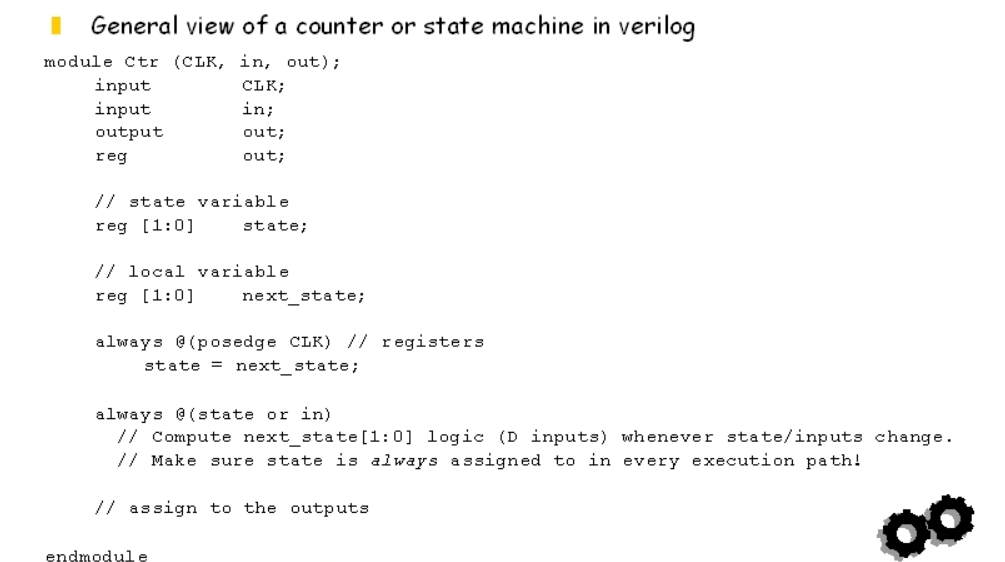 General view of a counter or state machine in verilog
module Ctr (CLK, in, out);
input CLK;
input in;
output out;
reg out;
// state variable
reg [1:0] state;
// local variable
reg [1:0] next_state;
always @(posedge CLK) // registers
state = next_state;
always @(state or in)
// Compute next_state[1:0] logic (D inputs) whenever state/inputs change.
// Make sure state is always assigned to in every execution path!
// assign to the outputs
endmodule